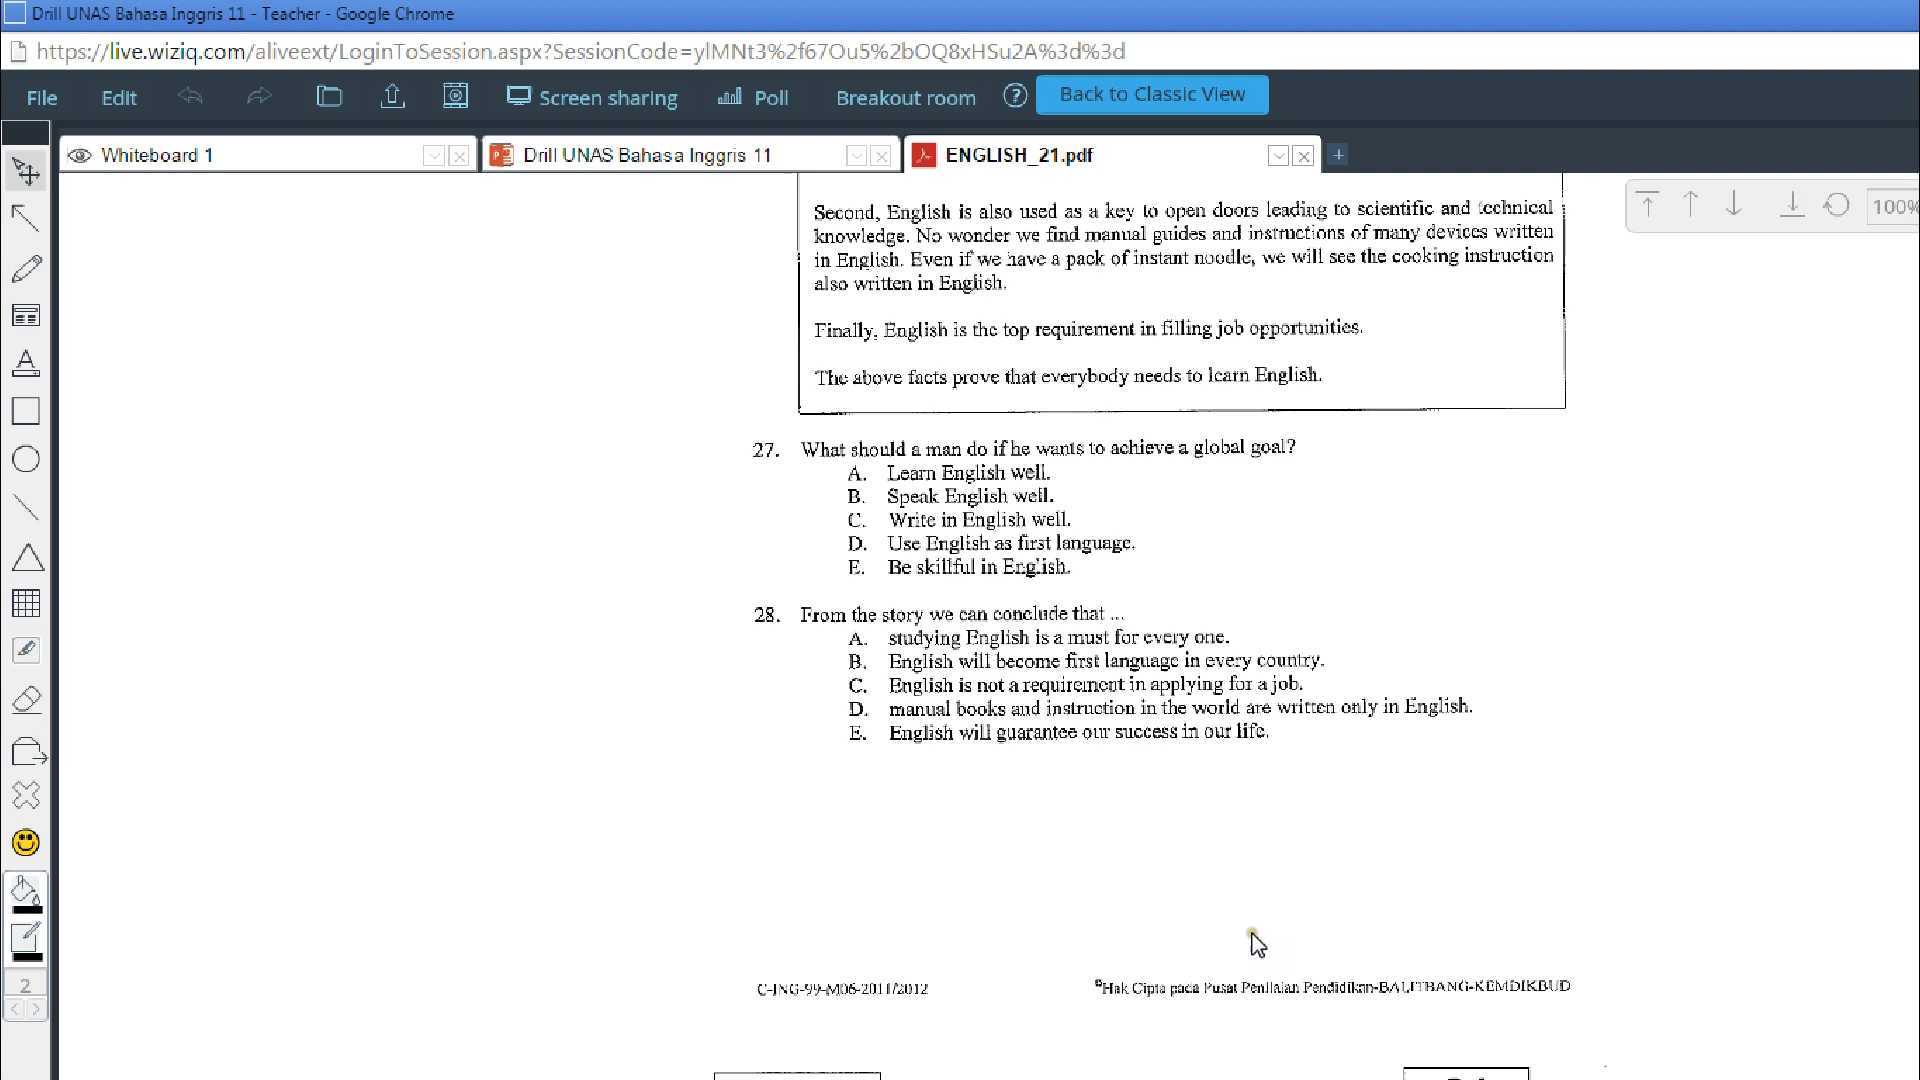 Drill UNAS Bahasa Inggris 11 - Teacher - Google Chrome
https://live.wiziq.com/aliveext/LoginToSession.aspx?SessionCode=ylMNt3%2f67Ou5%2bOQ8xHSu2A%3d%3d
File Edit Screen sharing Poll Breakout room ? Back to Classic View
Whiteboard 1 Drill UNAS Bahasa Inggris 11 ENGLISH_21.pdf +
100%
Second, English is also used as a key to open doors leading to scientific and technical
knowledge. No wonder we find manual guides and instructions of many devices written
in English. Even if we have a pack of instant noodle, we will see the cooking instruction
also written in English.
Finally, English is the top requirement in filling job opportunities.
The above facts prove that everybody needs to learn English.
27. What should a man do if he wants to achieve a global goal?
A. Learn English well.
B. Speak English well.
C. Write in English well.
D. Use English as first language.
E. Be skillful in English.
28. From the story we can conclude that ...
A. studying English is a must for every one.
B. English will become first language in every country.
C. English is not a requirement in applying for a job.
D. manual books and instruction in the world are written only in English.
E. English will guarantee our success in our life.
2
C-ING-99-M06-2011/2012 ©Hak Cipta pada Pusat Penilaian Pendidikan-BALITBANG-KEMDIKBUD